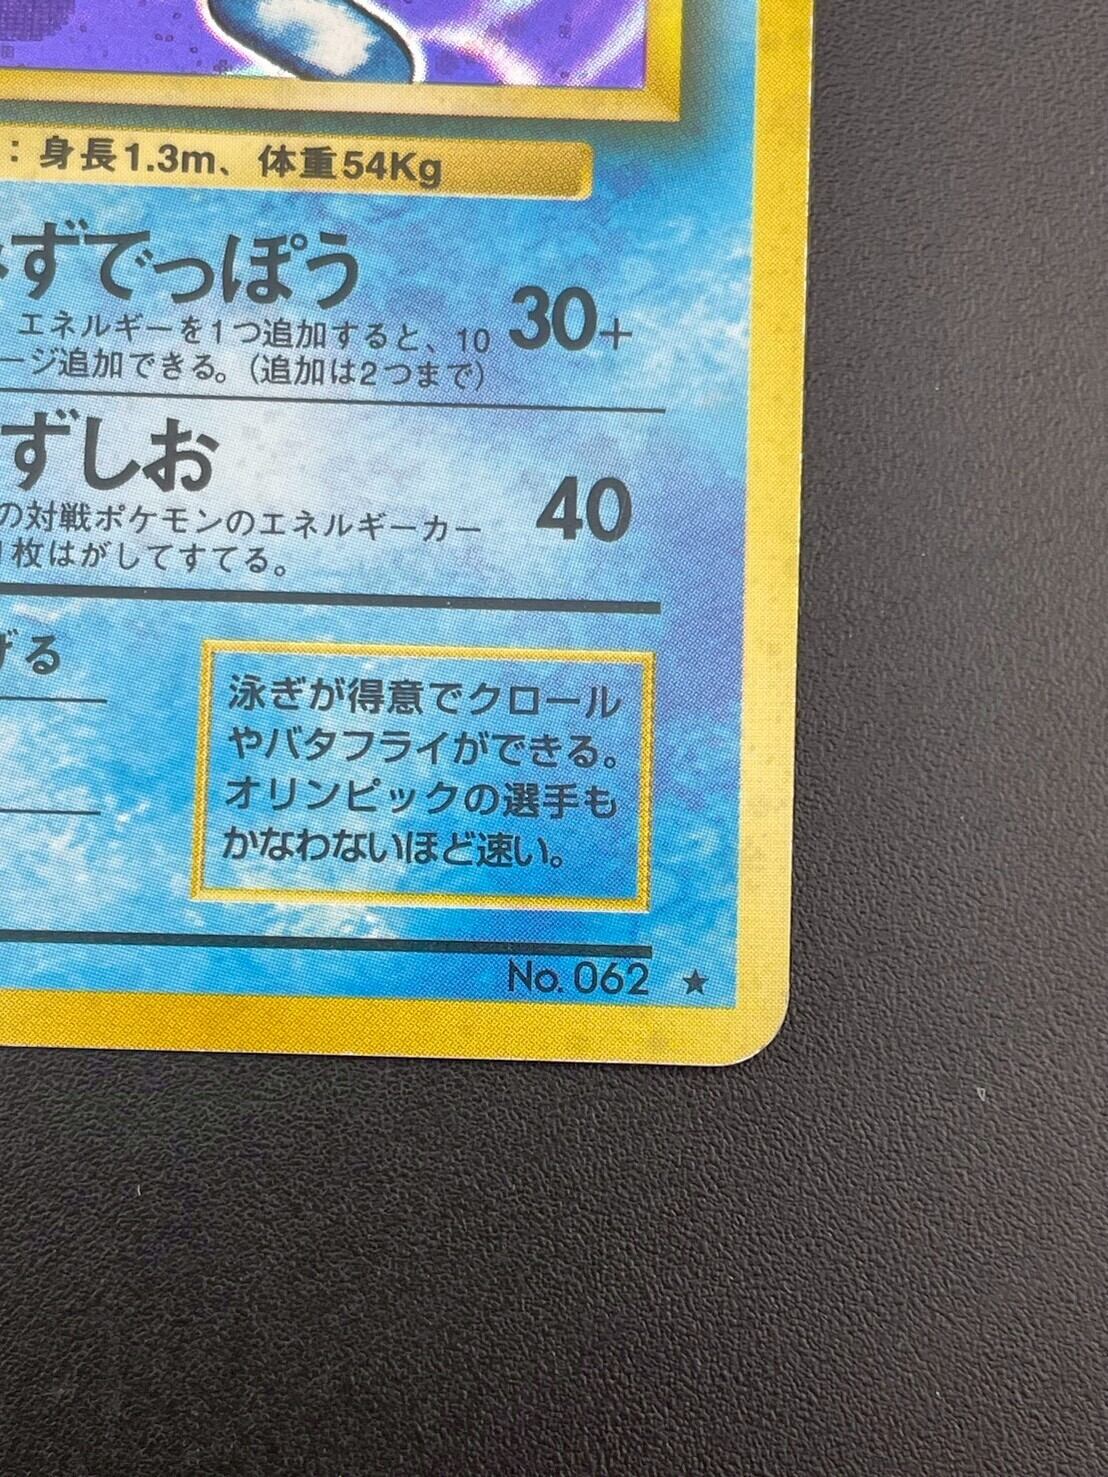 ：身長1.3m、体重54Kg
みずでっぽう 30+
エネルギーを1つ追加すると、10
ージ追加できる。(追加は2つまで)
ずしお 40
の対戦ポケモンのエネルギーカー
1枚はがしてすてる。
げる
泳ぎが得意でクロール
やバタフライができる。
オリンピックの選手も
かなわないほど速い。
No. 062 ★